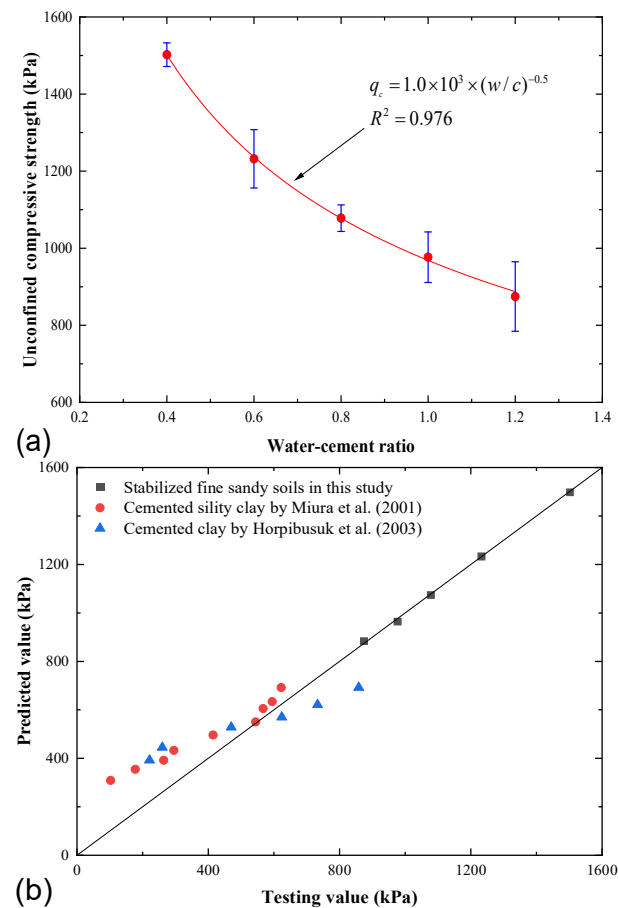 1600
1400
1200
1000
800
600
0.2 0.4 0.6 0.8 1.0 1.2 1.4
Unconfined compressive strength (kPa)
q_c = 1.0×10³×(w/c)^−0.5
R² = 0.976
(a)
Water-cement ratio
1600
1200
800
400
0
0 400 800 1200 1600
Predicted value (kPa)
Stabilized fine sandy soils in this study
Cemented sility clay by Miura et al. (2001)
Cemented clay by Horpibusuk et al. (2003)
(b)
Testing value (kPa)